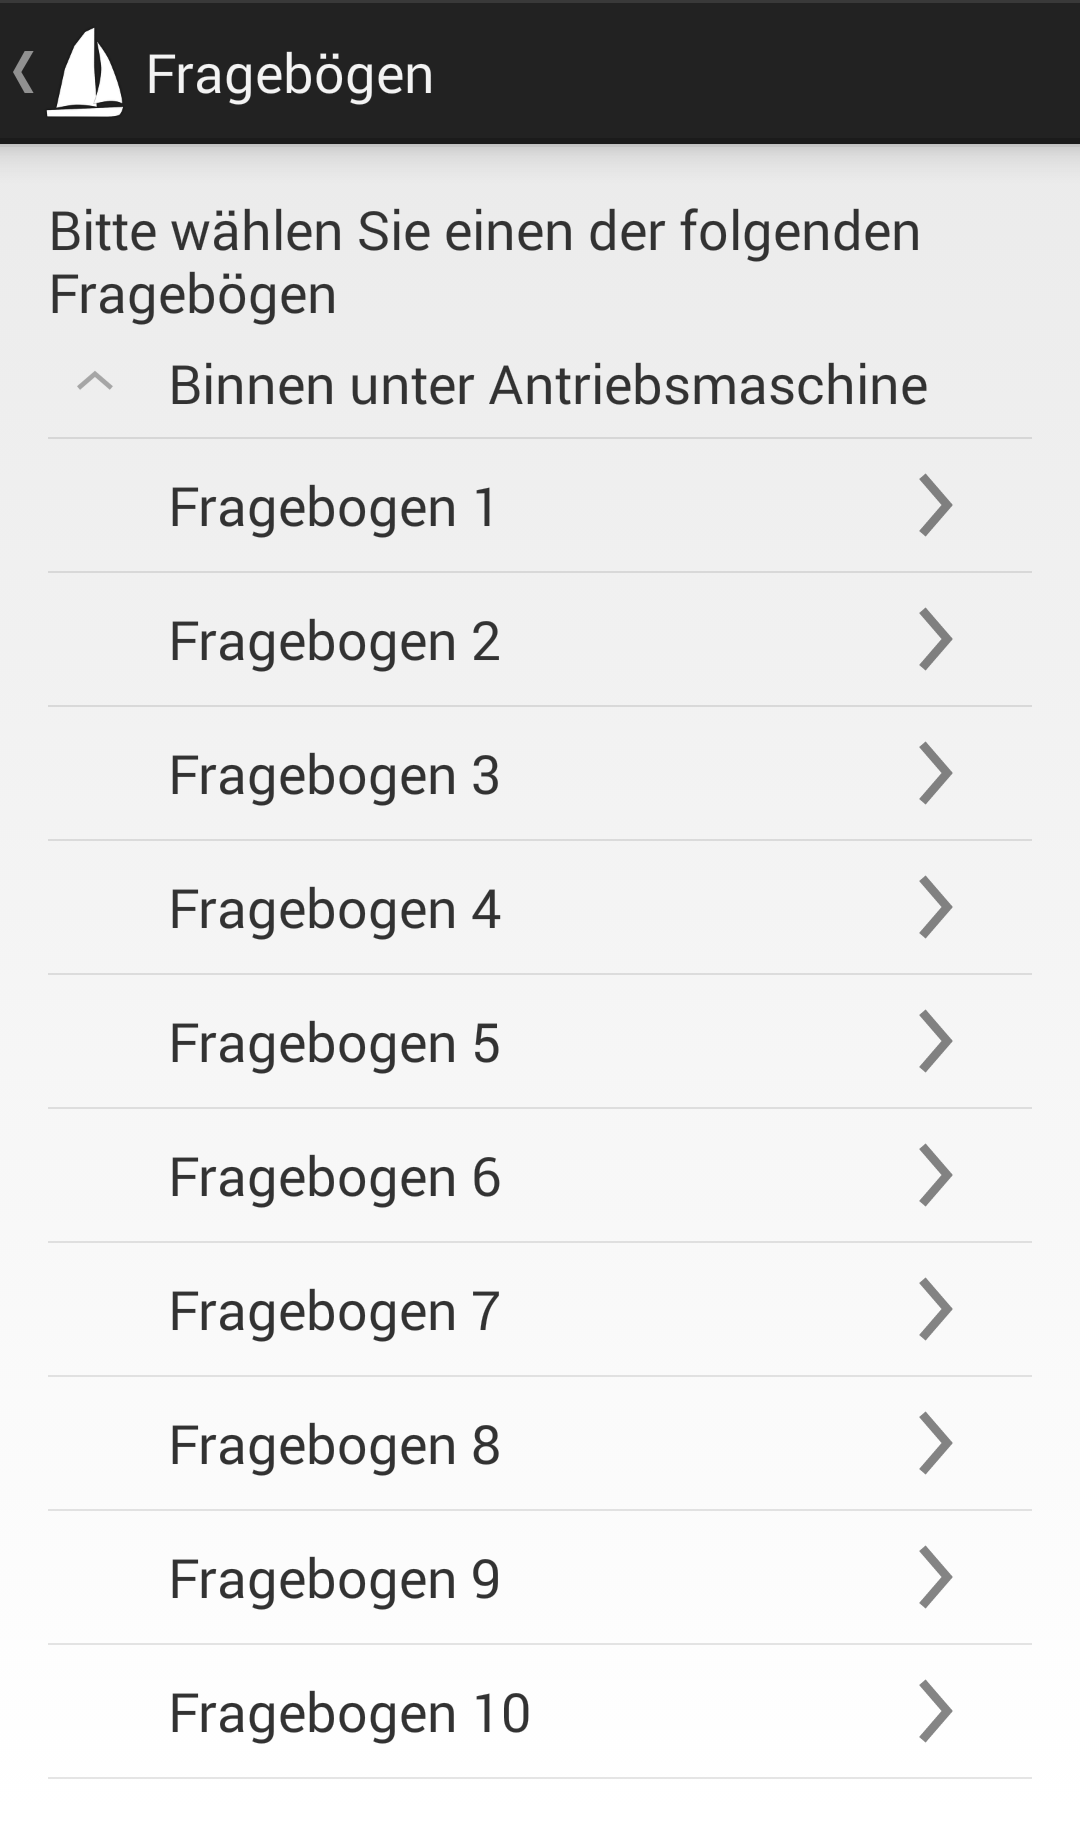 Fragebögen
Bitte wählen Sie einen der folgenden
Fragebögen
Binnen unter Antriebsmaschine
Fragebogen 1
Fragebogen 2
Fragebogen 3
Fragebogen 4
Fragebogen 5
Fragebogen 6
Fragebogen 7
Fragebogen 8
Fragebogen 9
Fragebogen 10